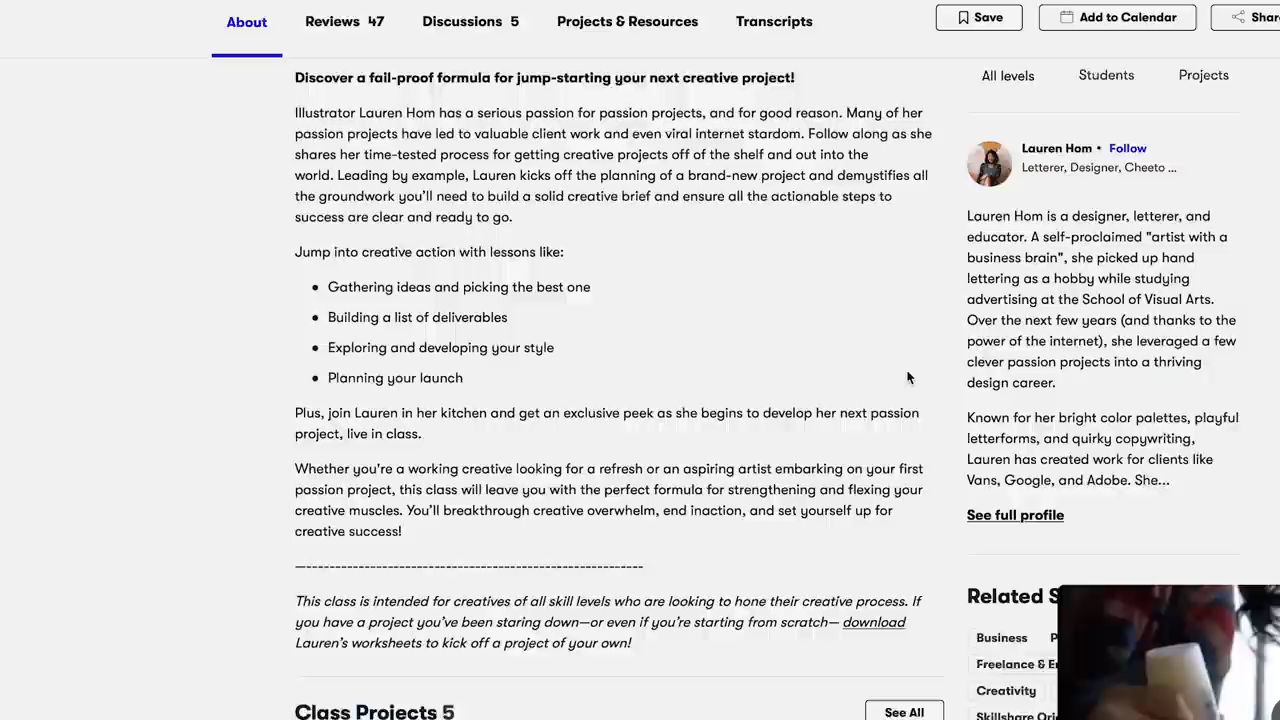 About
Reviews 47
Discussions 5
Projects & Resources
Transcripts
Save
Add to Calendar
All levels
Students
Projects
Discover a fail-proof formula for jump-starting your next creative project!
Illustrator Lauren Hom has a serious passion for passion projects, and for good reason. Many of her
passion projects have led to valuable client work and even viral internet stardom. Follow along as she
shares her time-tested process for getting creative projects off of the shelf and out into the
world. Leading by example, Lauren kicks off the planning of a brand-new project and demystifies all
the groundwork you'll need to build a solid creative brief and ensure all the actionable steps to
success are clear and ready to go.
Jump into creative action with lessons like:
• Gathering ideas and picking the best one
• Building a list of deliverables
• Exploring and developing your style
• Planning your launch
Plus, join Lauren in her kitchen and get an exclusive peek as she begins to develop her next passion
project, live in class.
Whether you're a working creative looking for a refresh or an aspiring artist embarking on your first
passion project, this class will leave you with the perfect formula for strengthening and flexing your
creative muscles. You'll breakthrough creative overwhelm, end inaction, and set yourself up for
creative success!
—----------------------------------------------------------
This class is intended for creatives of all skill levels who are looking to hone their creative process. If
you have a project you've been staring down—or even if you're starting from scratch— download
Lauren's worksheets to kick off a project of your own!
Class Projects 5
See All
Lauren Hom • Follow
Letterer, Designer, Cheeto ...
Lauren Hom is a designer, letterer, and
educator. A self-proclaimed "artist with a
business brain", she picked up hand
lettering as a hobby while studying
advertising at the School of Visual Arts.
Over the next few years (and thanks to the
power of the internet), she leveraged a few
clever passion projects into a thriving
design career.
Known for her bright color palettes, playful
letterforms, and quirky copywriting,
Lauren has created work for clients like
Vans, Google, and Adobe. She...
See full profile
Related
Business
Freelance &
Creativity
Skillshare